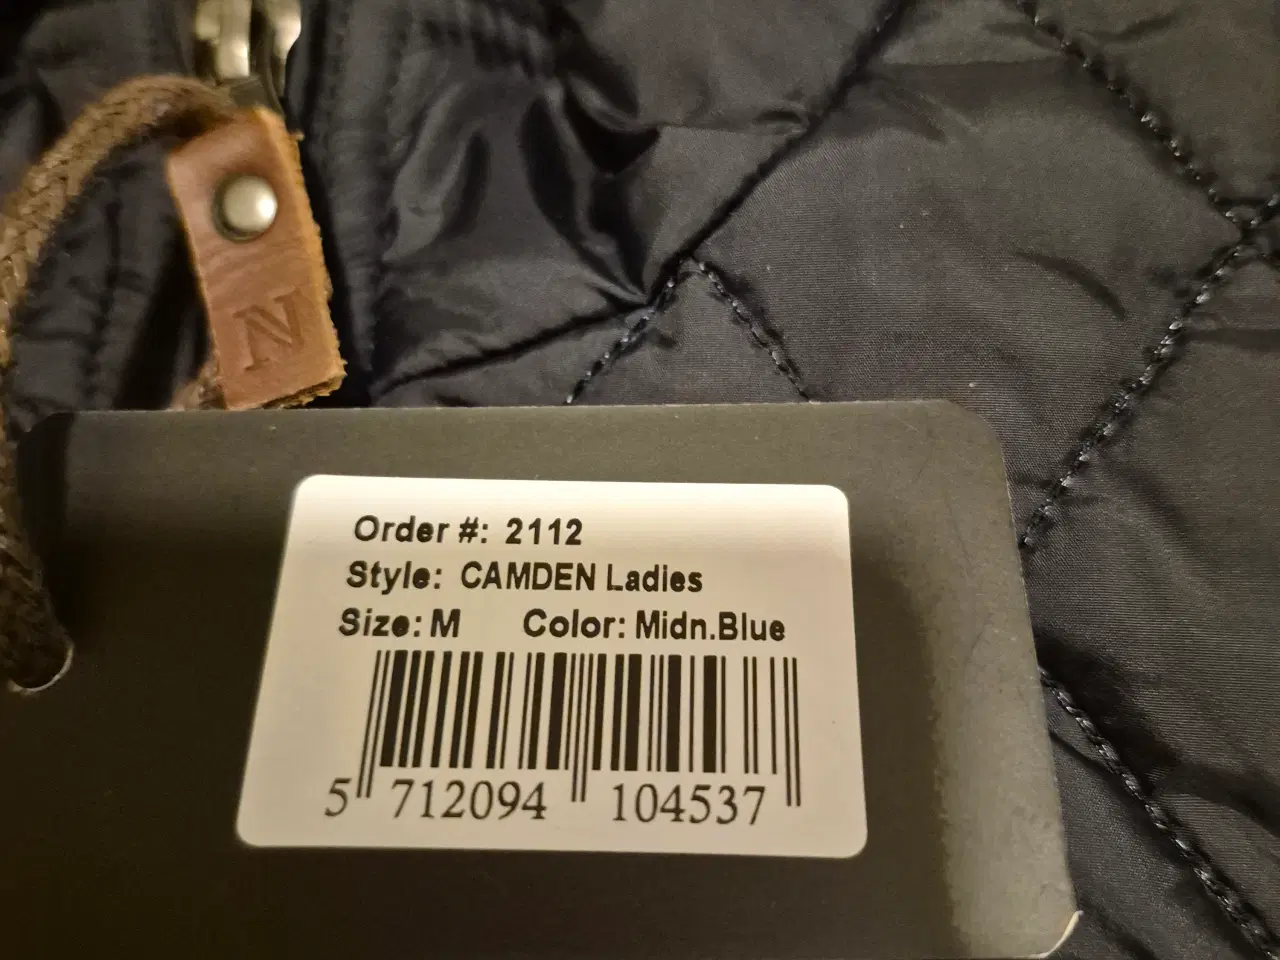 N
Order #: 2112
Style: CAMDEN Ladies
Size: M Color: Midn.Blue
5 712094 104537